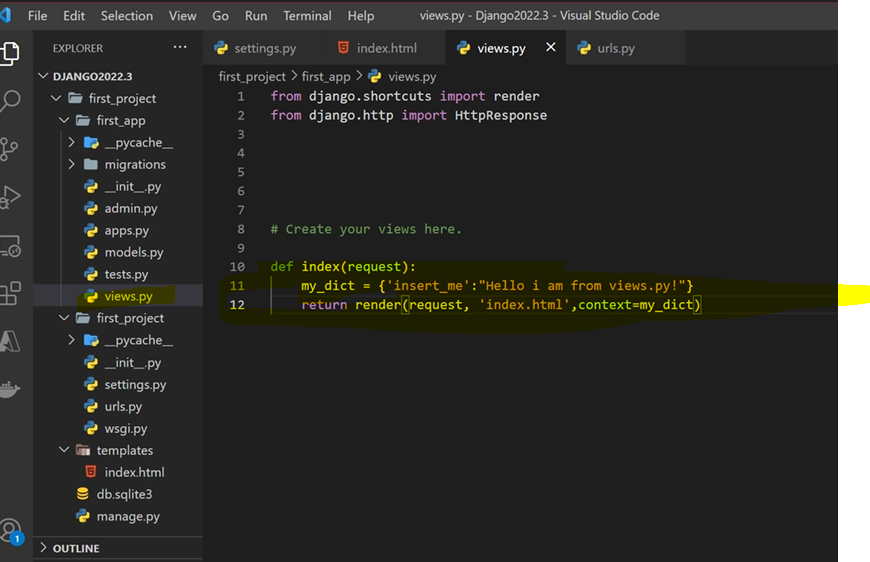 File Edit Selection View Go Run Terminal Help views.py - Django2022.3 - Visual Studio Code
EXPLORER ...
settings.py index.html views.py × urls.py
DJANGO2022.3
first_project
first_app
__pycache__
migrations
__init__.py
admin.py
apps.py
models.py
tests.py
views.py
first_project
__pycache__
__init__.py
settings.py
urls.py
wsgi.py
templates
index.html
db.sqlite3
manage.py
OUTLINE
1
first_project > first_app > views.py
1 from django.shortcuts import render
2 from django.http import HttpResponse
3
4
5
6
7
8 # Create your views here.
9
10 def index(request):
11 my_dict = {'insert_me':"Hello i am from views.py!"}
12 return render(request, 'index.html',context=my_dict)